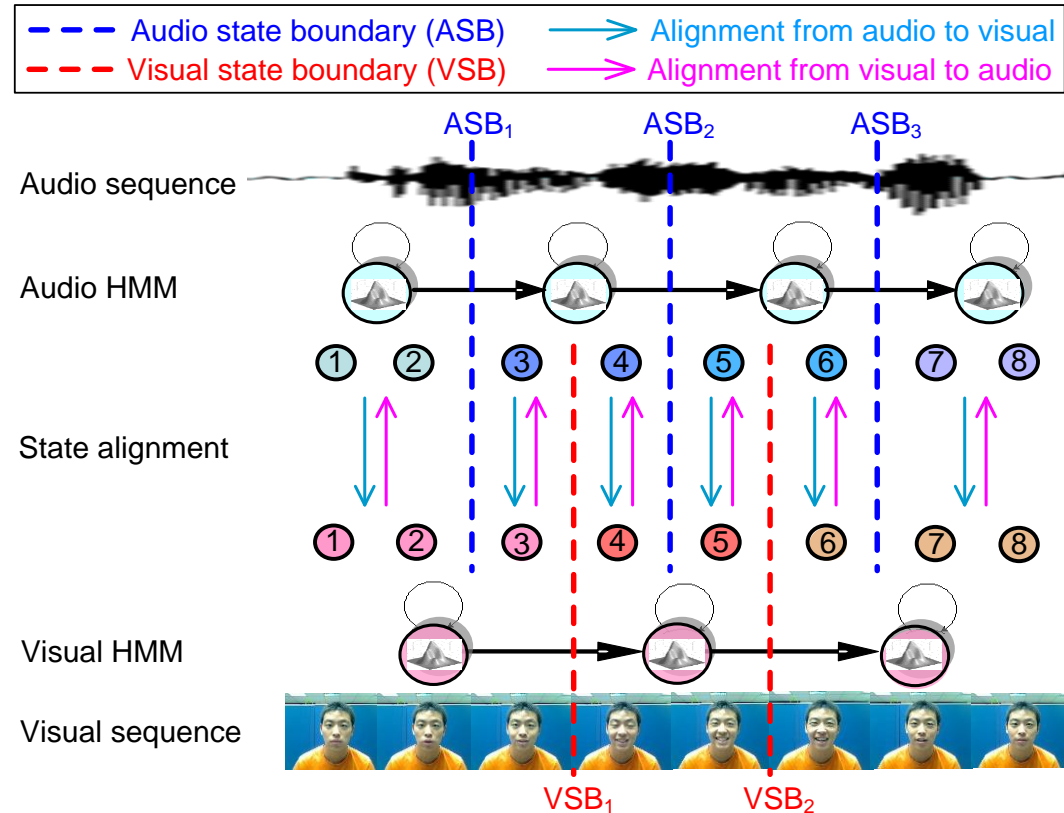 Audio state boundary (ASB) Alignment from audio to visual
Visual state boundary (VSB) Alignment from visual to audio
ASB₁ ASB₂ ASB₃
Audio sequence
Audio HMM
1 2 3 4 5 6 7 8
State alignment
1 2 3 4 5 6 7 8
Visual HMM
Visual sequence
VSB₁ VSB₂